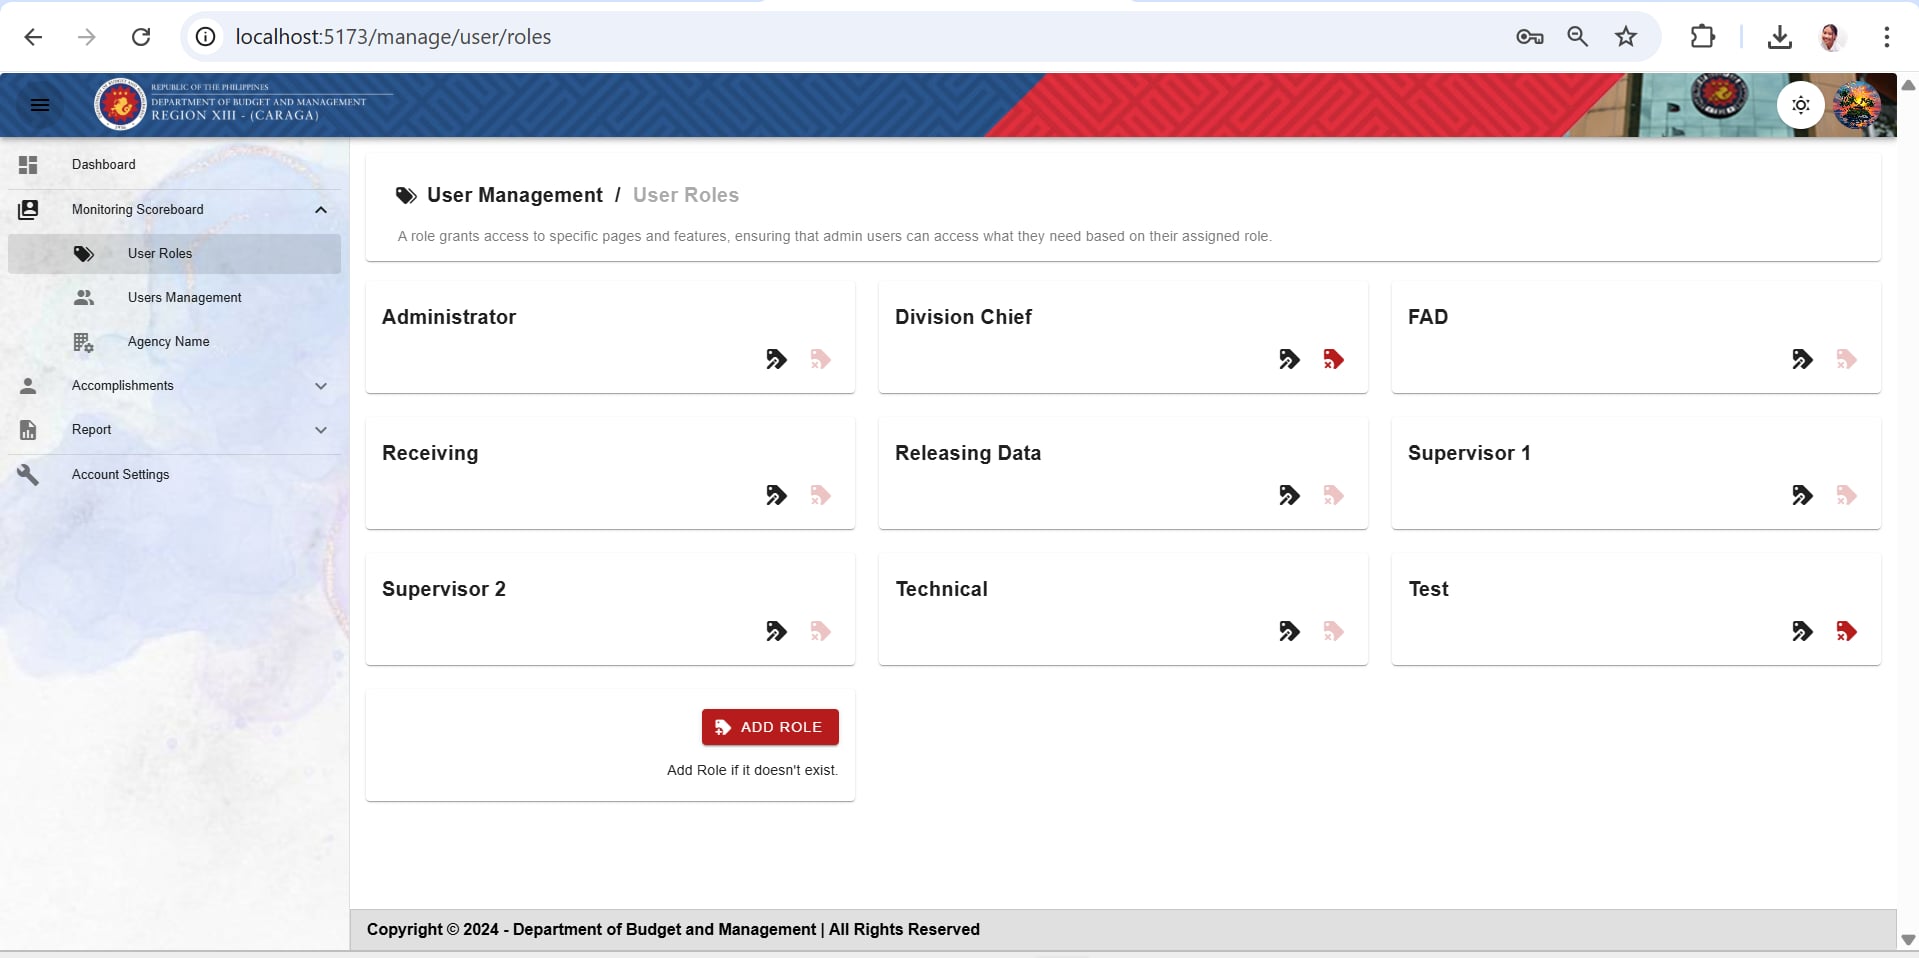 localhost:5173/manage/user/roles
REPUBLIC OF THE PHILIPPINES
DEPARTMENT OF BUDGET AND MANAGEMENT
REGION XIII - (CARAGA)
Dashboard
Monitoring Scoreboard
User Roles
Users Management
Agency Name
Accomplishments
Report
Account Settings
User Management / User Roles
A role grants access to specific pages and features, ensuring that admin users can access what they need based on their assigned role.
Administrator
Division Chief
FAD
Receiving
Releasing Data
Supervisor 1
Supervisor 2
Technical
Test
ADD ROLE
Add Role if it doesn't exist.
Copyright © 2024 - Department of Budget and Management | All Rights Reserved